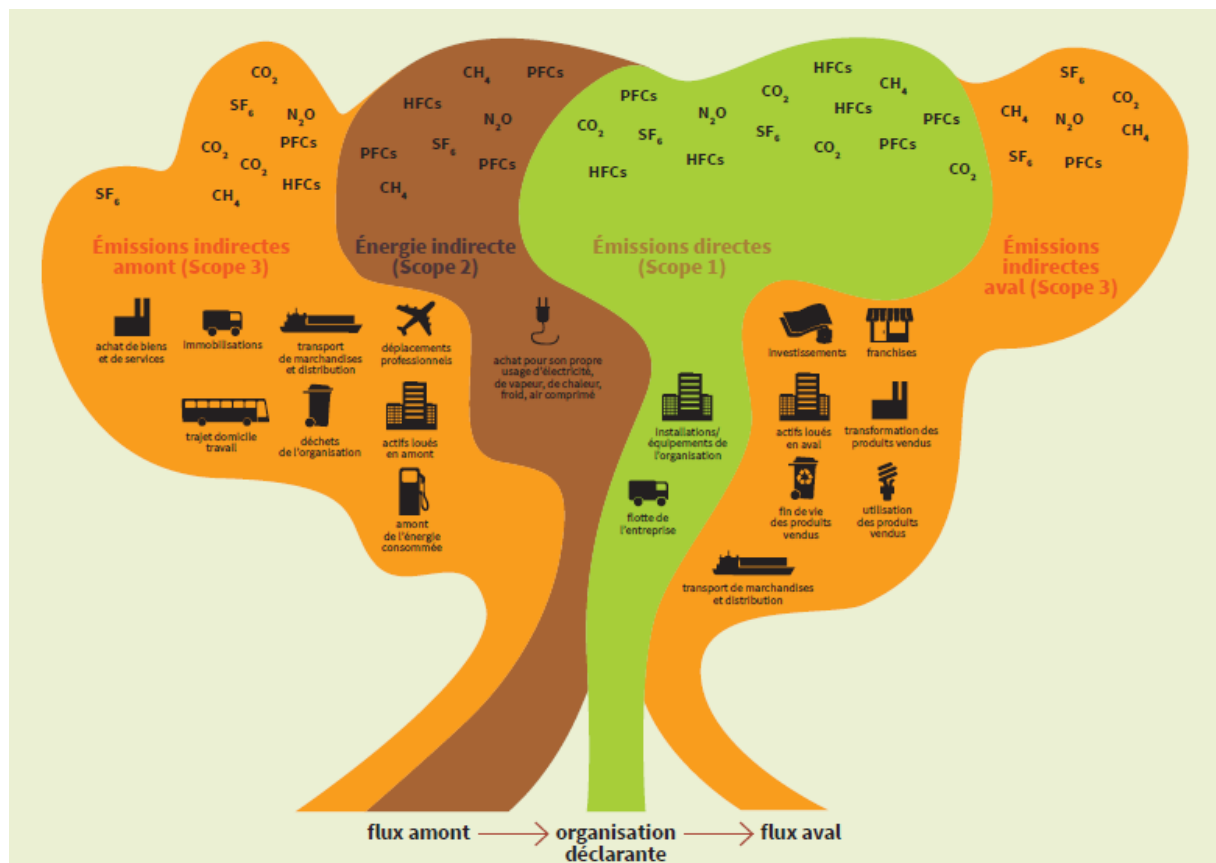 CO₂
SF₆
N₂O
CO₂
PFCs
CO₂
HFCs
SF₆
CH₄
Émissions indirectes
amont (Scope 3)
achat de biens
et de services
immobilisations
transport
de marchandises
et distribution
déplacements
professionnels
trajet domicile
travail
déchets
de l'organisation
actifs loués
en amont
amont
de l'énergie
consommée
CH₄
PFCs
HFCs
N₂O
SF₆
PFCs
PFCs
CH₄
Énergie indirecte
(Scope 2)
achat pour son propre
usage d'électricité,
de vapeur, de chaleur,
froid, air comprimé
HFCs
CH₄
CO₂
PFCs
HFCs
N₂O
PFCs
CO₂
SF₆
SF₆
CO₂
PFCs
HFCs
HFCs
CO₂
Émissions directes
(Scope 1)
installations/
équipements de
l'organisation
flotte de
l'entreprise
SF₆
CO₂
CH₄
N₂O
CH₄
SF₆
PFCs
Émissions
indirectes
aval (Scope 3)
investissements
franchises
actifs loués
en aval
transformation des
produits vendus
fin de vie
des produits
vendus
utilisation
des produits
vendus
transport de marchandises
et distribution
flux amont
organisation
déclarante
flux aval